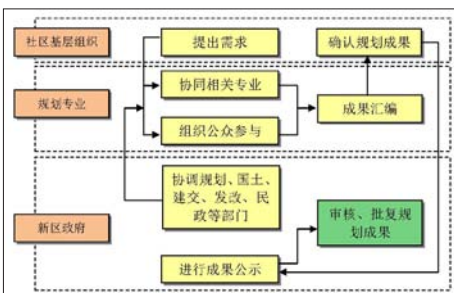 社区基层组织
提出需求
确认规划成果
规划专业
协同相关专业
组织公众参与
成果汇编
新区政府
协调规划、国土、
建交、发改、民
政等部门
审核、批复规
划成果
进行成果公示